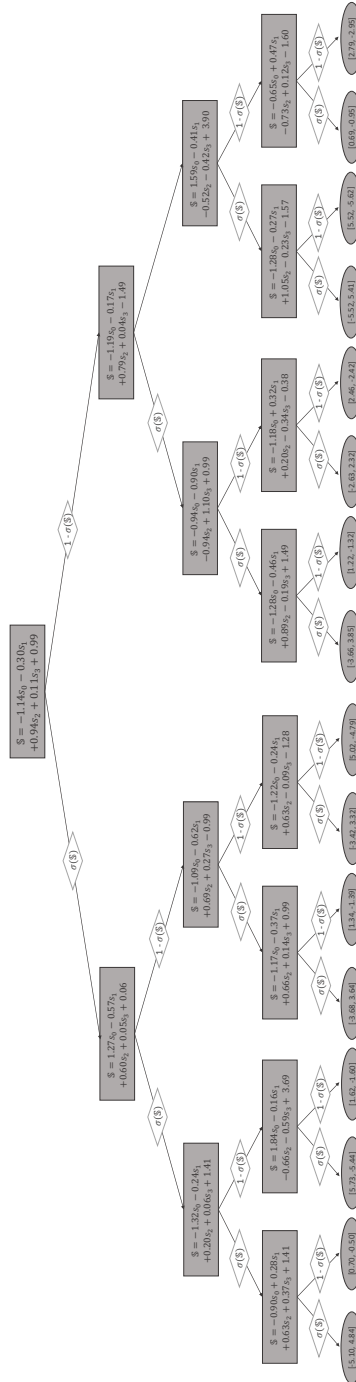 $ = −1.14s₀ − 0.30s₁
+0.94s₂ + 0.11s₃ + 0.99
σ($)
1 - σ($)
$ = 1.27s₀ − 0.57s₁
+0.60s₂ + 0.05s₃ + 0.06
$ = −1.19s₀ − 0.17s₁
+0.79s₂ + 0.04s₃ − 1.49
σ($)
1 - σ($)
σ($)
$ = −1.32s₀ − 0.24s₁
+0.20s₂ + 0.06s₃ + 1.41
$ = −1.09s₀ − 0.62s₁
+0.69s₂ + 0.27s₃ − 0.99
$ = −0.94s₀ − 0.90s₁
−0.94s₂ + 1.10s₃ + 0.99
$ = 1.59s₀ − 0.41s₁
−0.52s₂ − 0.42s₃ + 3.90
σ($)
1 - σ($)
σ($)
1 - σ($)
σ($)
1 - σ($)
σ($)
1 - σ($)
$ = −0.90s₀ + 0.28s₁
+0.63s₂ + 0.37s₃ + 1.41
$ = 1.84s₀ − 0.16s₁
−0.66s₂ − 0.59s₃ + 3.69
$ = −1.17s₀ − 0.37s₁
+0.66s₂ + 0.14s₃ + 0.99
$ = −1.22s₀ − 0.24s₁
+0.63s₂ − 0.09s₃ − 1.28
$ = −1.28s₀ − 0.46s₁
+0.89s₂ − 0.19s₃ + 1.49
$ = −1.18s₀ + 0.32s₁
+0.20s₂ − 0.34s₃ − 0.38
$ = −1.28s₀ − 0.27s₁
+1.05s₂ − 0.23s₃ − 1.57
$ = −0.65s₀ + 0.47s₁
−0.73s₂ + 0.12s₃ − 1.60
σ($)
1 - σ($)
σ($)
1 - σ($)
σ($)
1 - σ($)
σ($)
1 - σ($)
σ($)
1 - σ($)
σ($)
1 - σ($)
σ($)
1 - σ($)
σ($)
1 - σ($)
[-5.10, 4.84]
[0.70, -0.50]
[5.73, -5.44]
[1.62, -1.60]
[-3.68, 3.64]
[1.34, -1.39]
[-3.42, 3.32]
[5.02, -4.79]
[-3.66, 3.85]
[1.22, -1.32]
[-2.63, 2.32]
[2.46, -2.42]
[-5.52, 5.41]
[5.52, -5.62]
[0.69, -0.95]
[2.79, -2.95]